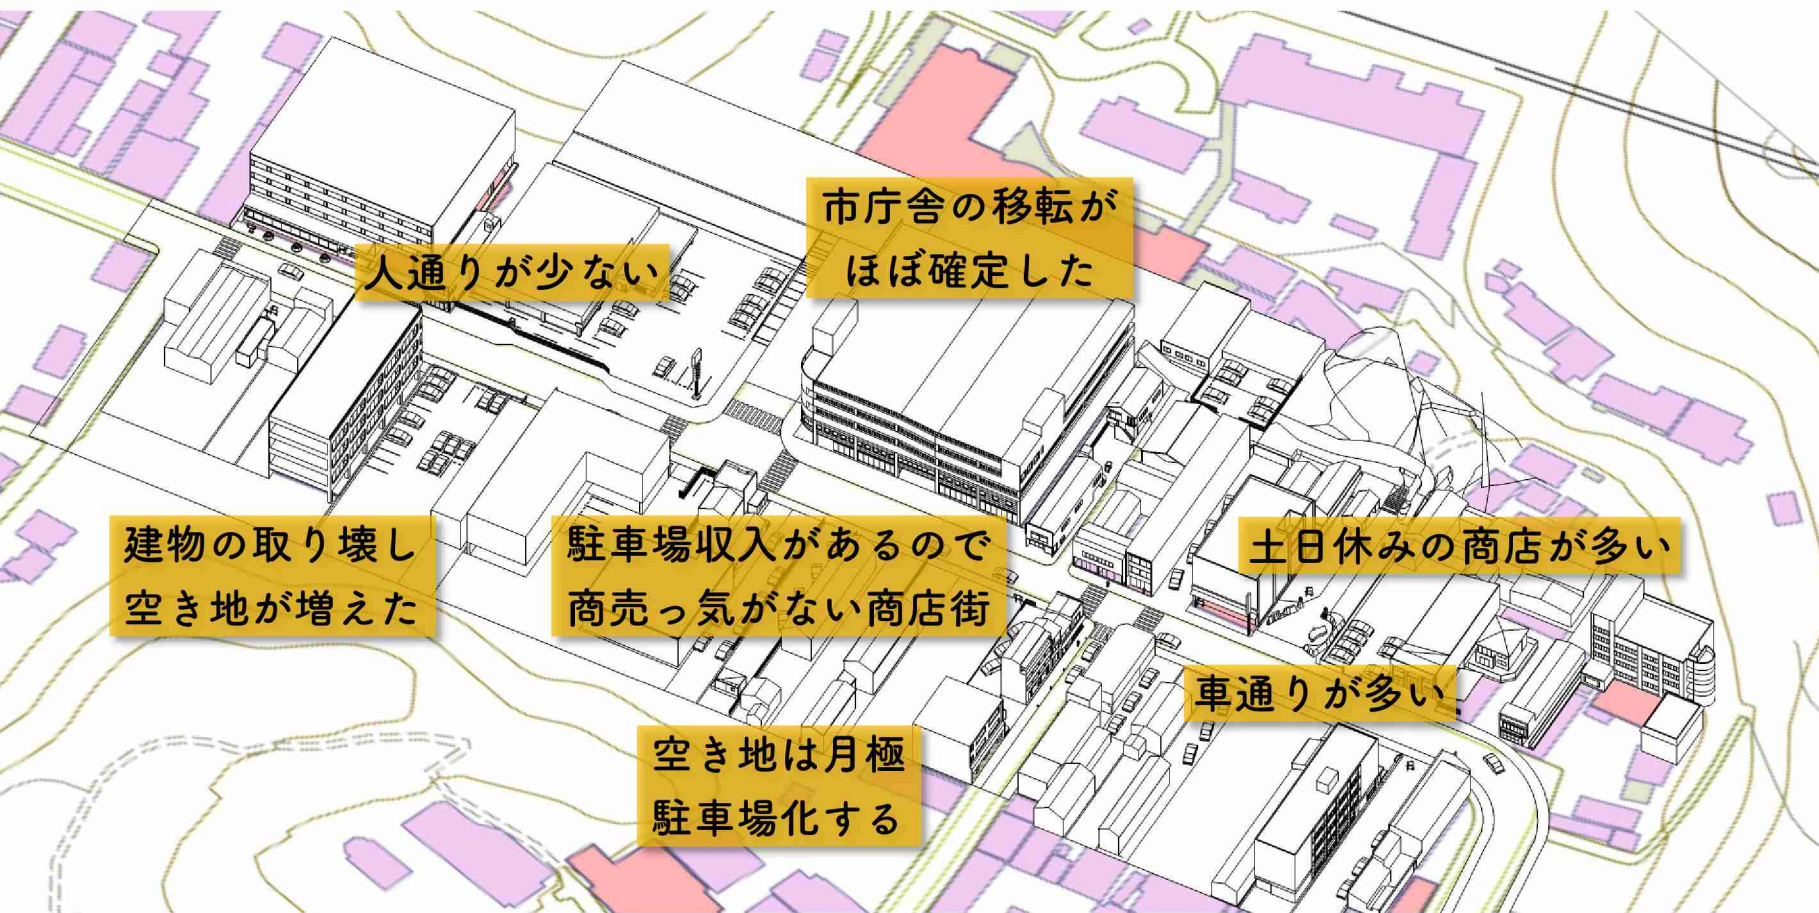 市庁舎の移転が
ほぼ確定した
人通りが少ない
建物の取り壊し
空き地が増えた
駐車場収入があるので
商売っ気がない商店街
土日休みの商店が多い
車通りが多い
空き地は月極
駐車場化する